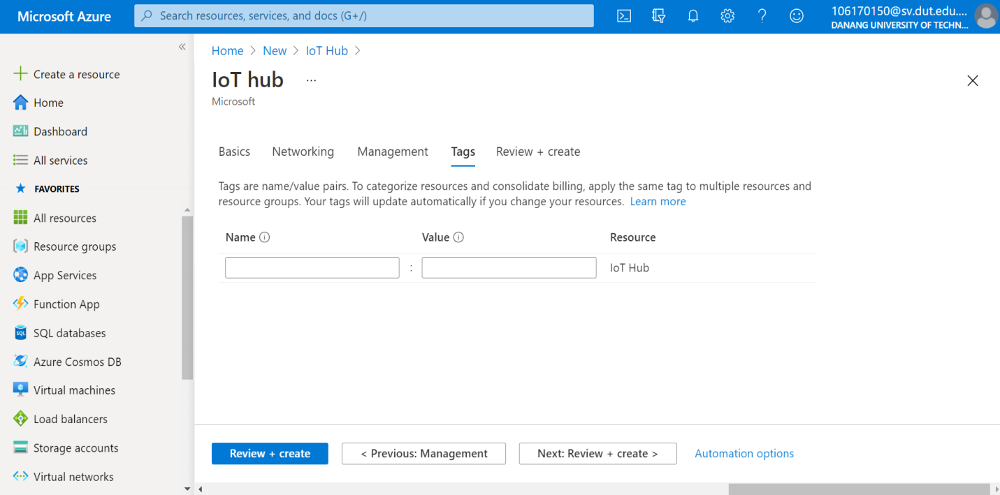 Microsoft Azure
Search resources, services, and docs (G+/)
106170150@sv.dut.edu....
DANANG UNIVERSITY OF TECHN...
«
Create a resource
Home
Dashboard
All services
FAVORITES
All resources
Resource groups
App Services
Function App
SQL databases
Azure Cosmos DB
Virtual machines
Load balancers
Storage accounts
Virtual networks
Home > New > IoT Hub >
IoT hub ...
Microsoft
Basics Networking Management Tags Review + create
Tags are name/value pairs. To categorize resources and consolidate billing, apply the same tag to multiple resources and
resource groups. Your tags will update automatically if you change your resources. Learn more
Name Value Resource
: IoT Hub
Review + create < Previous: Management Next: Review + create > Automation options